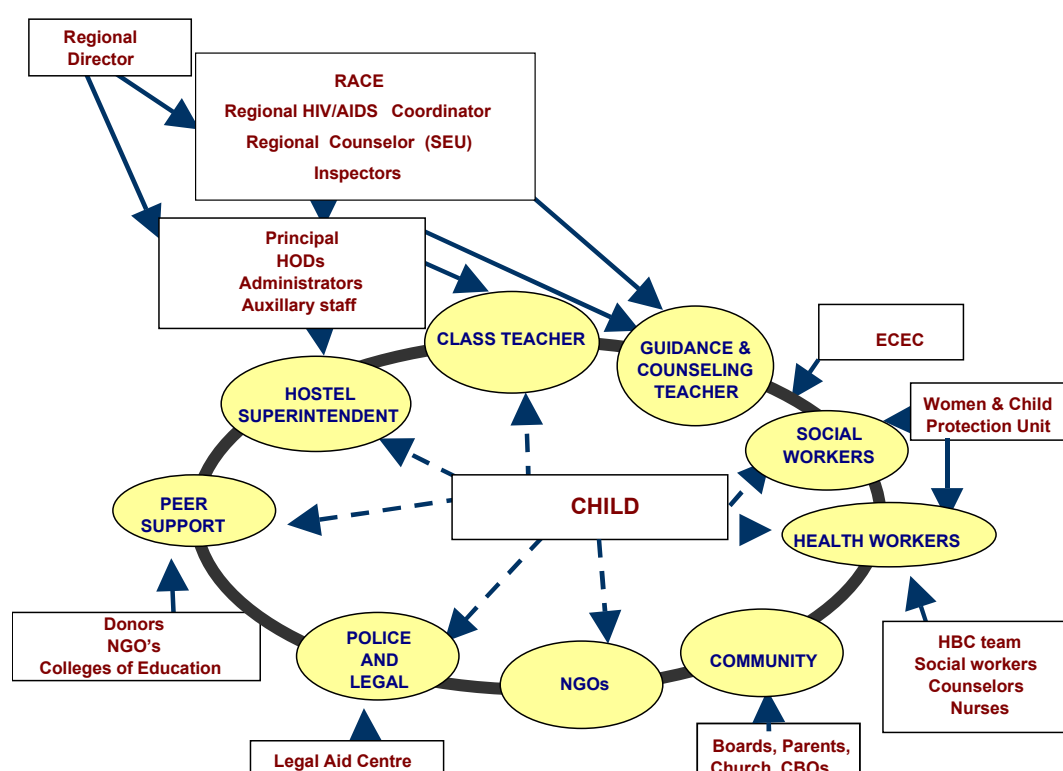 Regional
Director
RACE
Regional HIV/AIDS Coordinator
Regional Counselor (SEU)
Inspectors
Principal
HODs
Administrators
Auxillary staff
CLASS TEACHER
GUIDANCE &
COUNSELING
TEACHER
ECEC
HOSTEL
SUPERINTENDENT
Women & Child
Protection Unit
SOCIAL
WORKERS
PEER
SUPPORT
CHILD
HEALTH WORKERS
Donors
NGO's
Colleges of Education
POLICE
AND
LEGAL
NGOs
COMMUNITY
HBC team
Social workers
Counselors
Nurses
Legal Aid Centre
Boards, Parents,
Church, CBOs